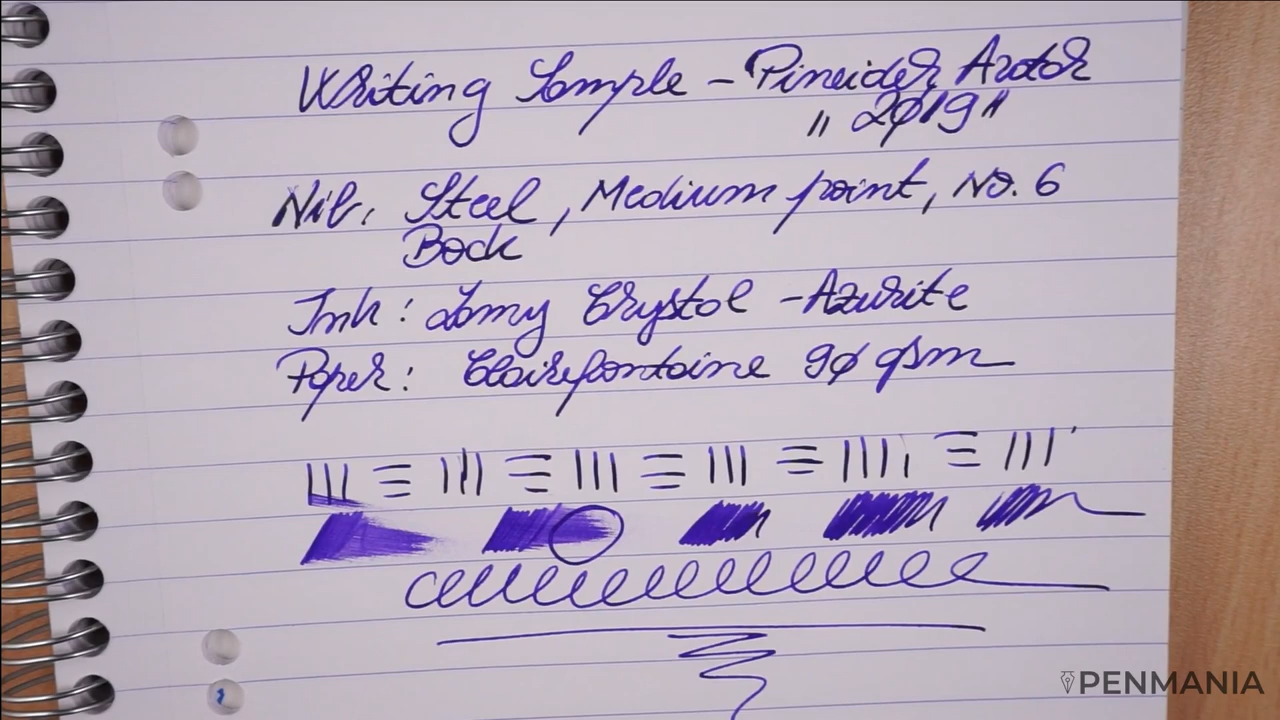 Writing Sample - Pineider Avatar
" 2019 "
Nib: Steel, Medium point, No. 6
Bock
Ink: Lamy Crystal - Azurite
Paper: Clairefontaine 90 gsm
PENMANIA